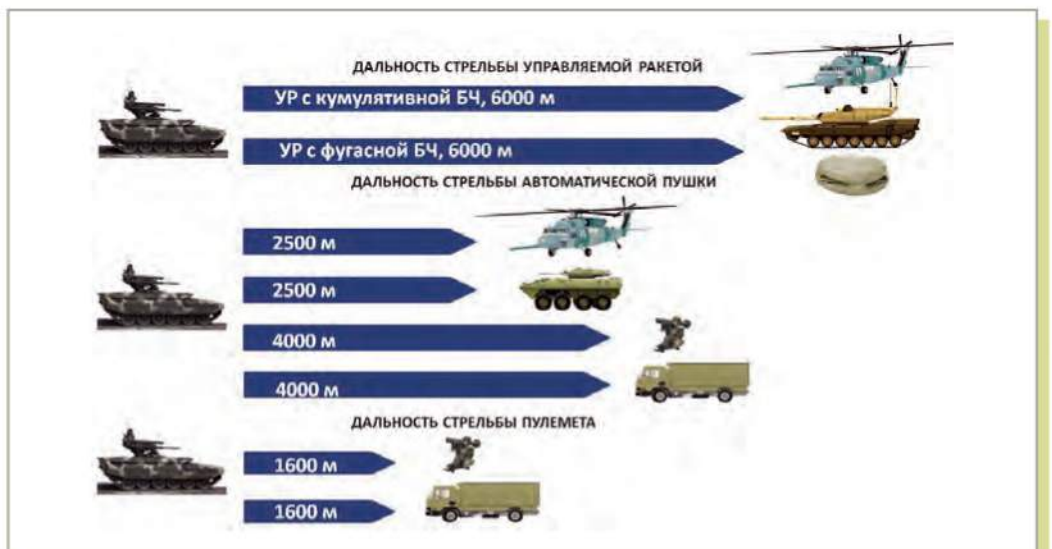 ДАЛЬНОСТЬ СТРЕЛЬБЫ УПРАВЛЯЕМОЙ РАКЕТОЙ
УР с кумулятивной БЧ, 6000 м
УР с фугасной БЧ, 6000 м
ДАЛЬНОСТЬ СТРЕЛЬБЫ АВТОМАТИЧЕСКОЙ ПУШКИ
2500 м
2500 м
4000 м
4000 м
ДАЛЬНОСТЬ СТРЕЛЬБЫ ПУЛЕМЕТА
1600 м
1600 м